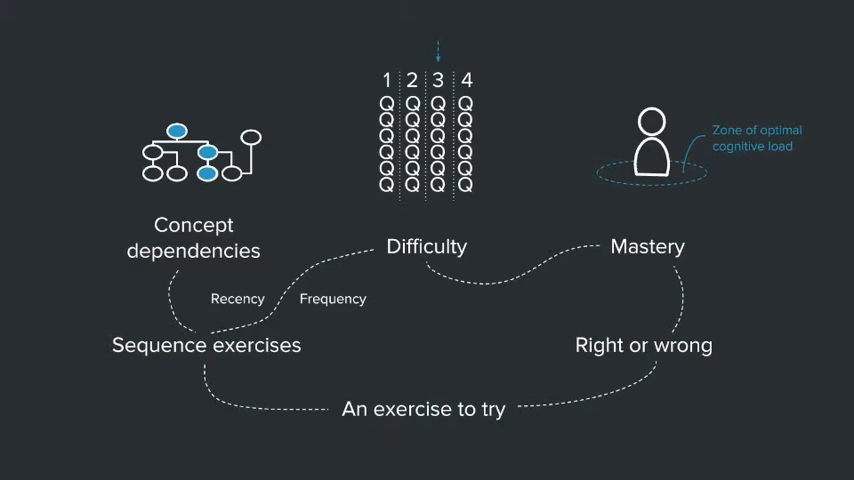 1 2 3 4
Q Q Q Q
Q Q Q Q
Q Q Q Q
Q Q Q Q
Q Q Q Q
Q Q Q Q
Zone of optimal
cognitive load
Concept
dependencies
Difficulty
Mastery
Recency
Frequency
Sequence exercises
Right or wrong
An exercise to try